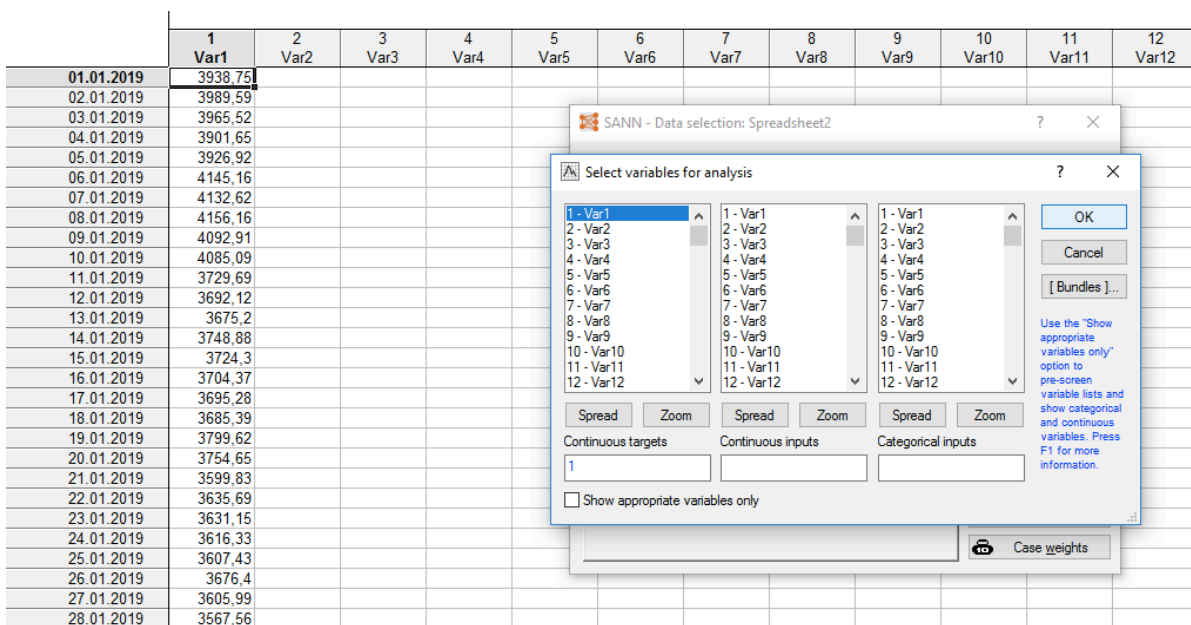 1 2 3 4 5 6 7 8 9 10 11 12
Var1 Var2 Var3 Var4 Var5 Var6 Var7 Var8 Var9 Var10 Var11 Var12
01.01.2019 3938,75
02.01.2019 3989,59
03.01.2019 3965,52
04.01.2019 3901,65
05.01.2019 3926,92
06.01.2019 4145,16
07.01.2019 4132,62
08.01.2019 4156,16
09.01.2019 4092,91
10.01.2019 4085,09
11.01.2019 3729,69
12.01.2019 3692,12
13.01.2019 3675,2
14.01.2019 3748,88
15.01.2019 3724,3
16.01.2019 3704,37
17.01.2019 3695,28
18.01.2019 3685,39
19.01.2019 3799,62
20.01.2019 3754,65
21.01.2019 3599,83
22.01.2019 3635,69
23.01.2019 3631,15
24.01.2019 3616,33
25.01.2019 3607,43
26.01.2019 3676,4
27.01.2019 3605,99
28.01.2019 3567,56
SANN - Data selection: Spreadsheet2 ?
Select variables for analysis ?
1 - Var1 1 - Var1 1 - Var1
2 - Var2 2 - Var2 2 - Var2
3 - Var3 3 - Var3 3 - Var3
4 - Var4 4 - Var4 4 - Var4
5 - Var5 5 - Var5 5 - Var5
6 - Var6 6 - Var6 6 - Var6
7 - Var7 7 - Var7 7 - Var7
8 - Var8 8 - Var8 8 - Var8
9 - Var9 9 - Var9 9 - Var9
10 - Var10 10 - Var10 10 - Var10
11 - Var11 11 - Var11 11 - Var11
12 - Var12 12 - Var12 12 - Var12
Spread Zoom Spread Zoom Spread Zoom
Continuous targets Continuous inputs Categorical inputs
1
Show appropriate variables only
OK
Cancel
[ Bundles ]...
Use the "Show
appropriate
variables only"
option to
pre-screen
variable lists and
show categorical
and continuous
variables. Press
F1 for more
information.
Case weights